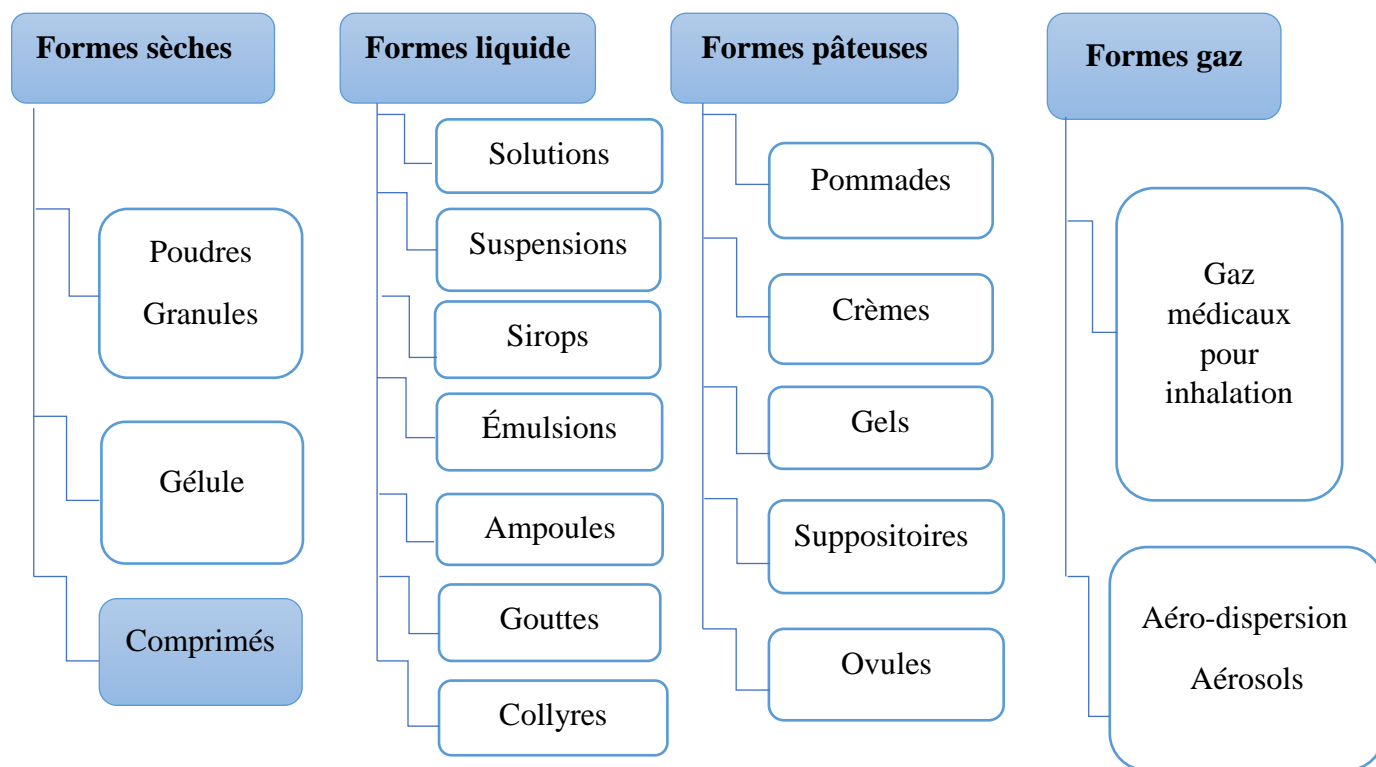 Formes sèches
Poudres
Granules
Gélule
Comprimés
Formes liquide
Solutions
Suspensions
Sirops
Émulsions
Ampoules
Gouttes
Collyres
Formes pâteuses
Pommades
Crèmes
Gels
Suppositoires
Ovules
Formes gaz
Gaz
médicaux
pour
inhalation
Aéro-dispersion
Aérosols